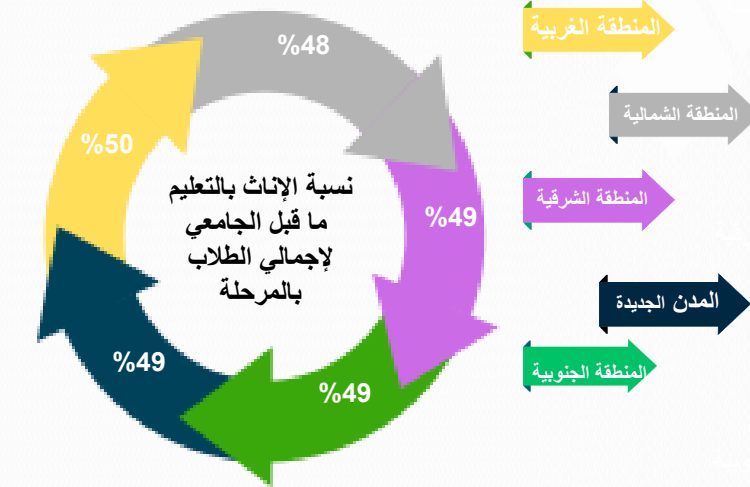 المنطقة الغربية
%48
المنطقة الشمالية
%50
نسبة الإناث بالتعليم
ما قبل الجامعي
لإجمالي الطلاب
بالمرحلة
%49
المنطقة الشرقية
المدن الجديدة
%49
%49
المنطقة الجنوبية